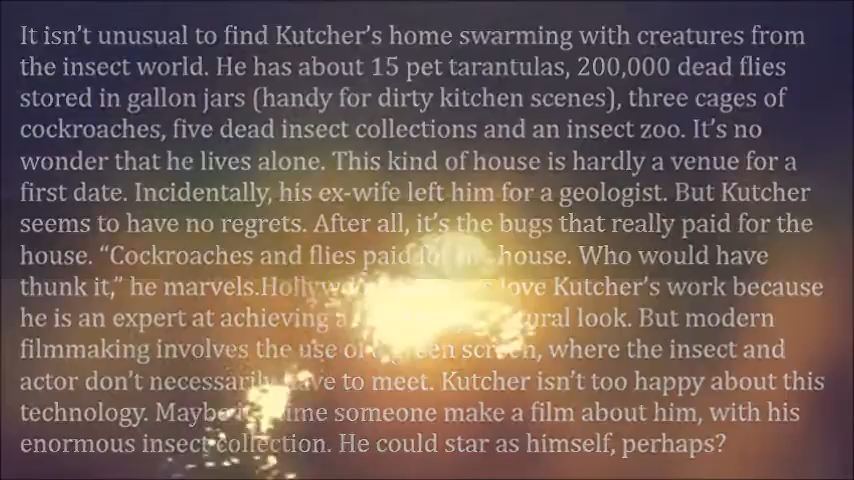 It isn’t unusual to find Kutcher’s home swarming with creatures from
the insect world. He has about 15 pet tarantulas, 200,000 dead flies
stored in gallon jars (handy for dirty kitchen scenes), three cages of
cockroaches, five dead insect collections and an insect zoo. It’s no
wonder that he lives alone. This kind of house is hardly a venue for a
first date. Incidentally, his ex-wife left him for a geologist. But Kutcher
seems to have no regrets. After all, it’s the bugs that really paid for the
house. “Cockroaches and flies paid house. Who would have
thunk it,” he marvels. love Kutcher’s work because
he is an expert at achieving look. But modern
filmmaking involves the use screen, where the insect and
actor don’t necessarily have to meet. Kutcher isn’t too happy about this
technology. someone make a film about him, with his
enormous insect collection. He could star as himself, perhaps?